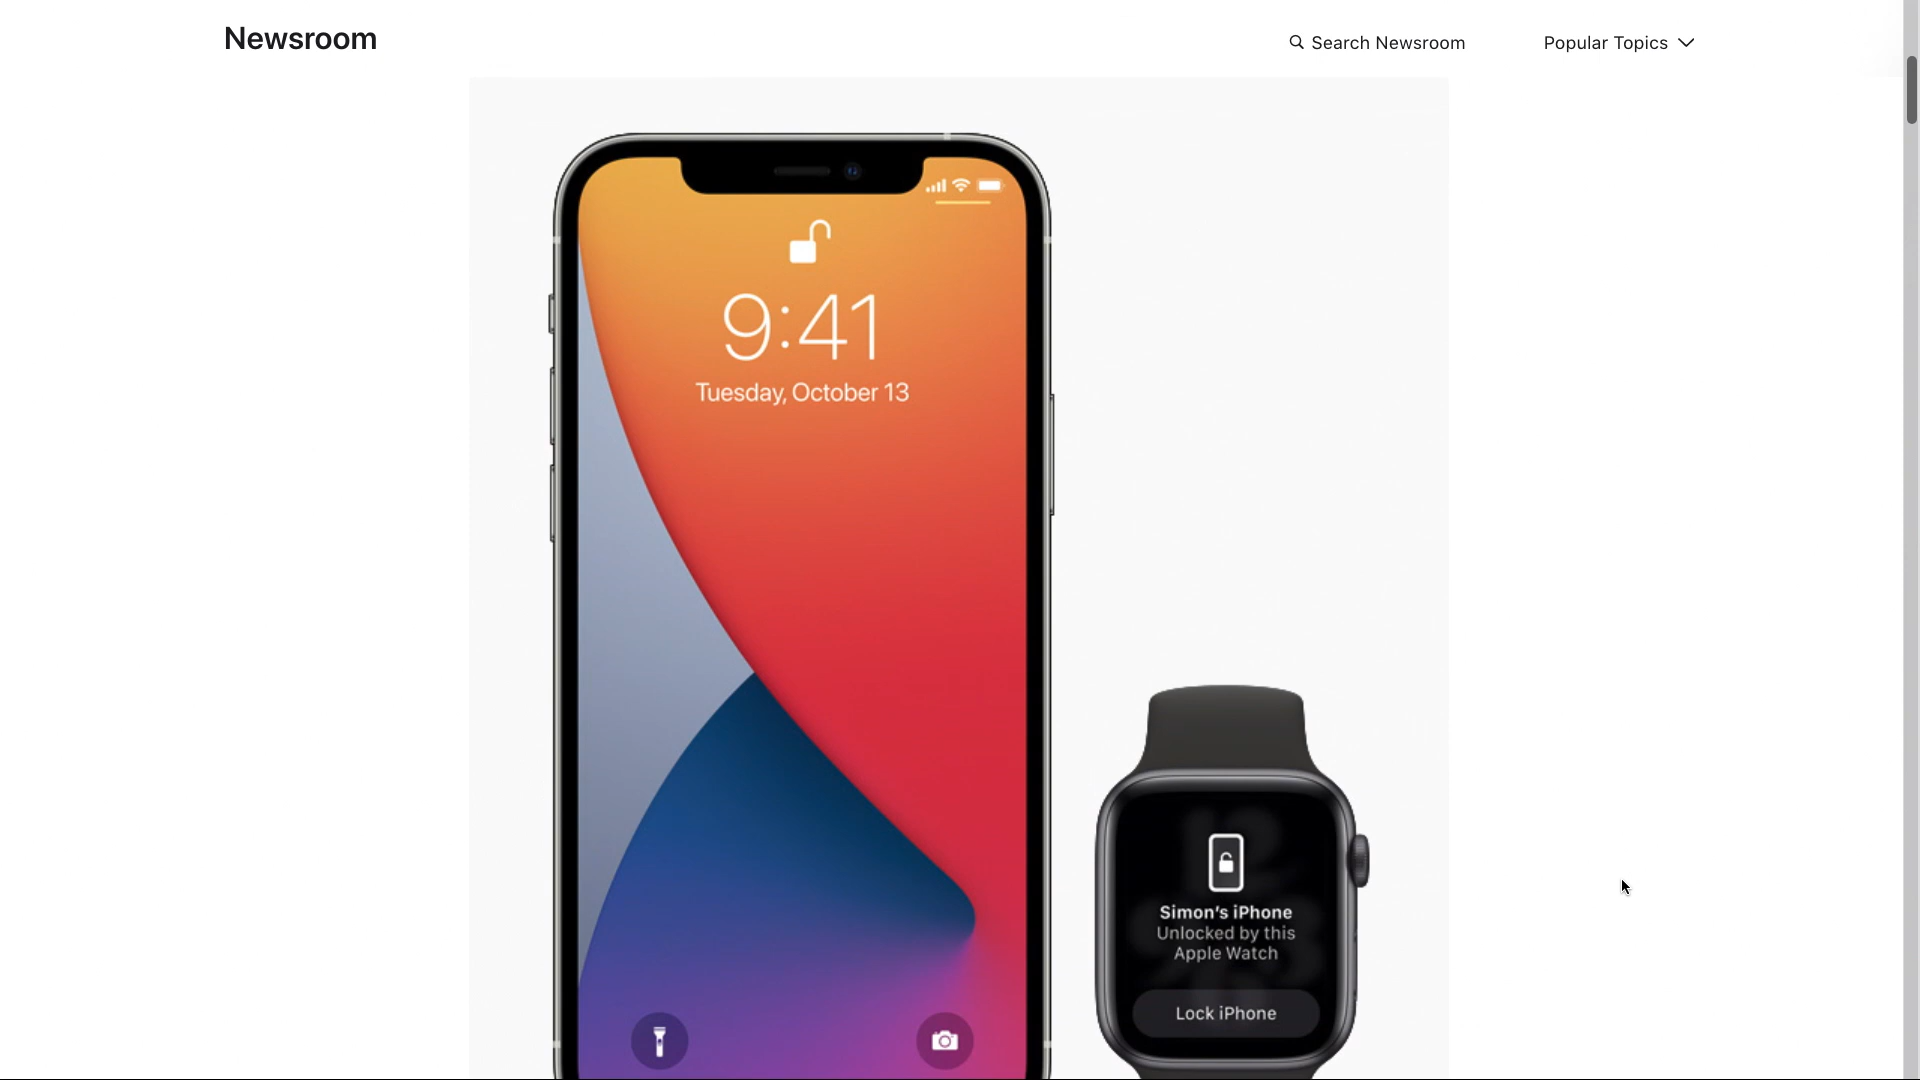 Newsroom
Search Newsroom
Popular Topics
9:41
Tuesday, October 13
Simon's iPhone
Unlocked by this
Apple Watch
Lock iPhone